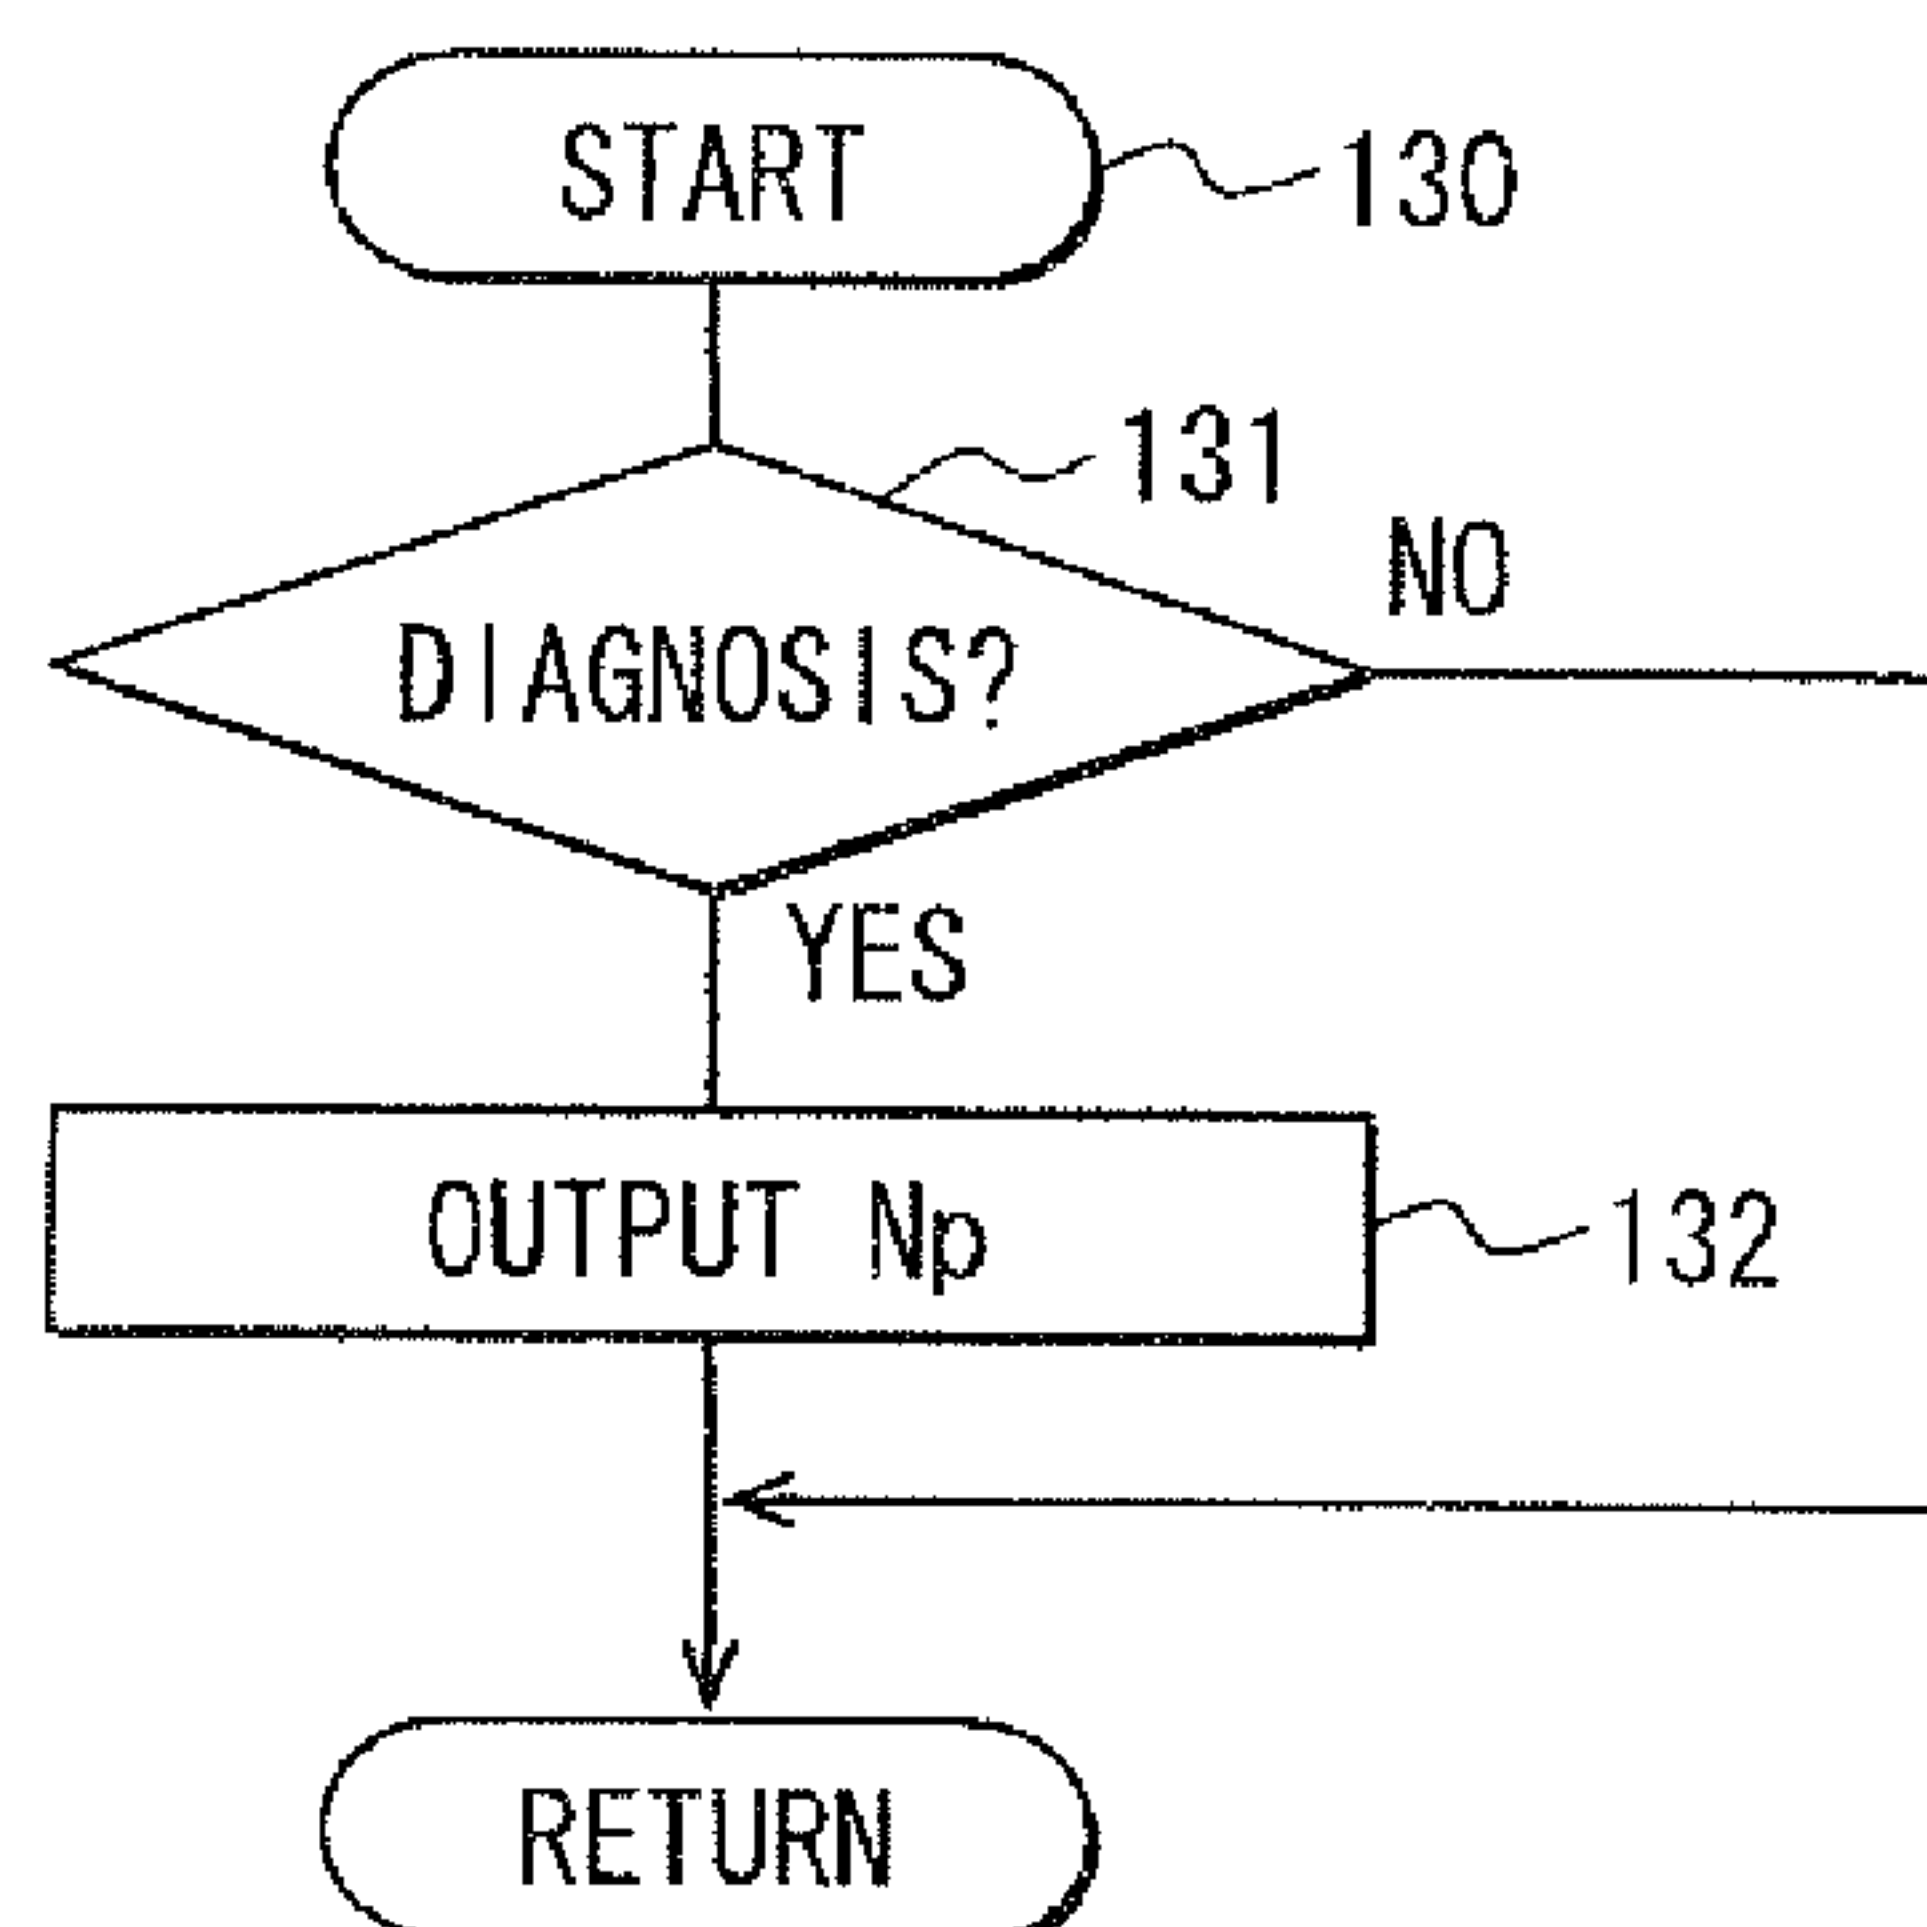 START
130
131
NO
DIAGNOSIS?
YES
OUTPUT Np
132
RETURN